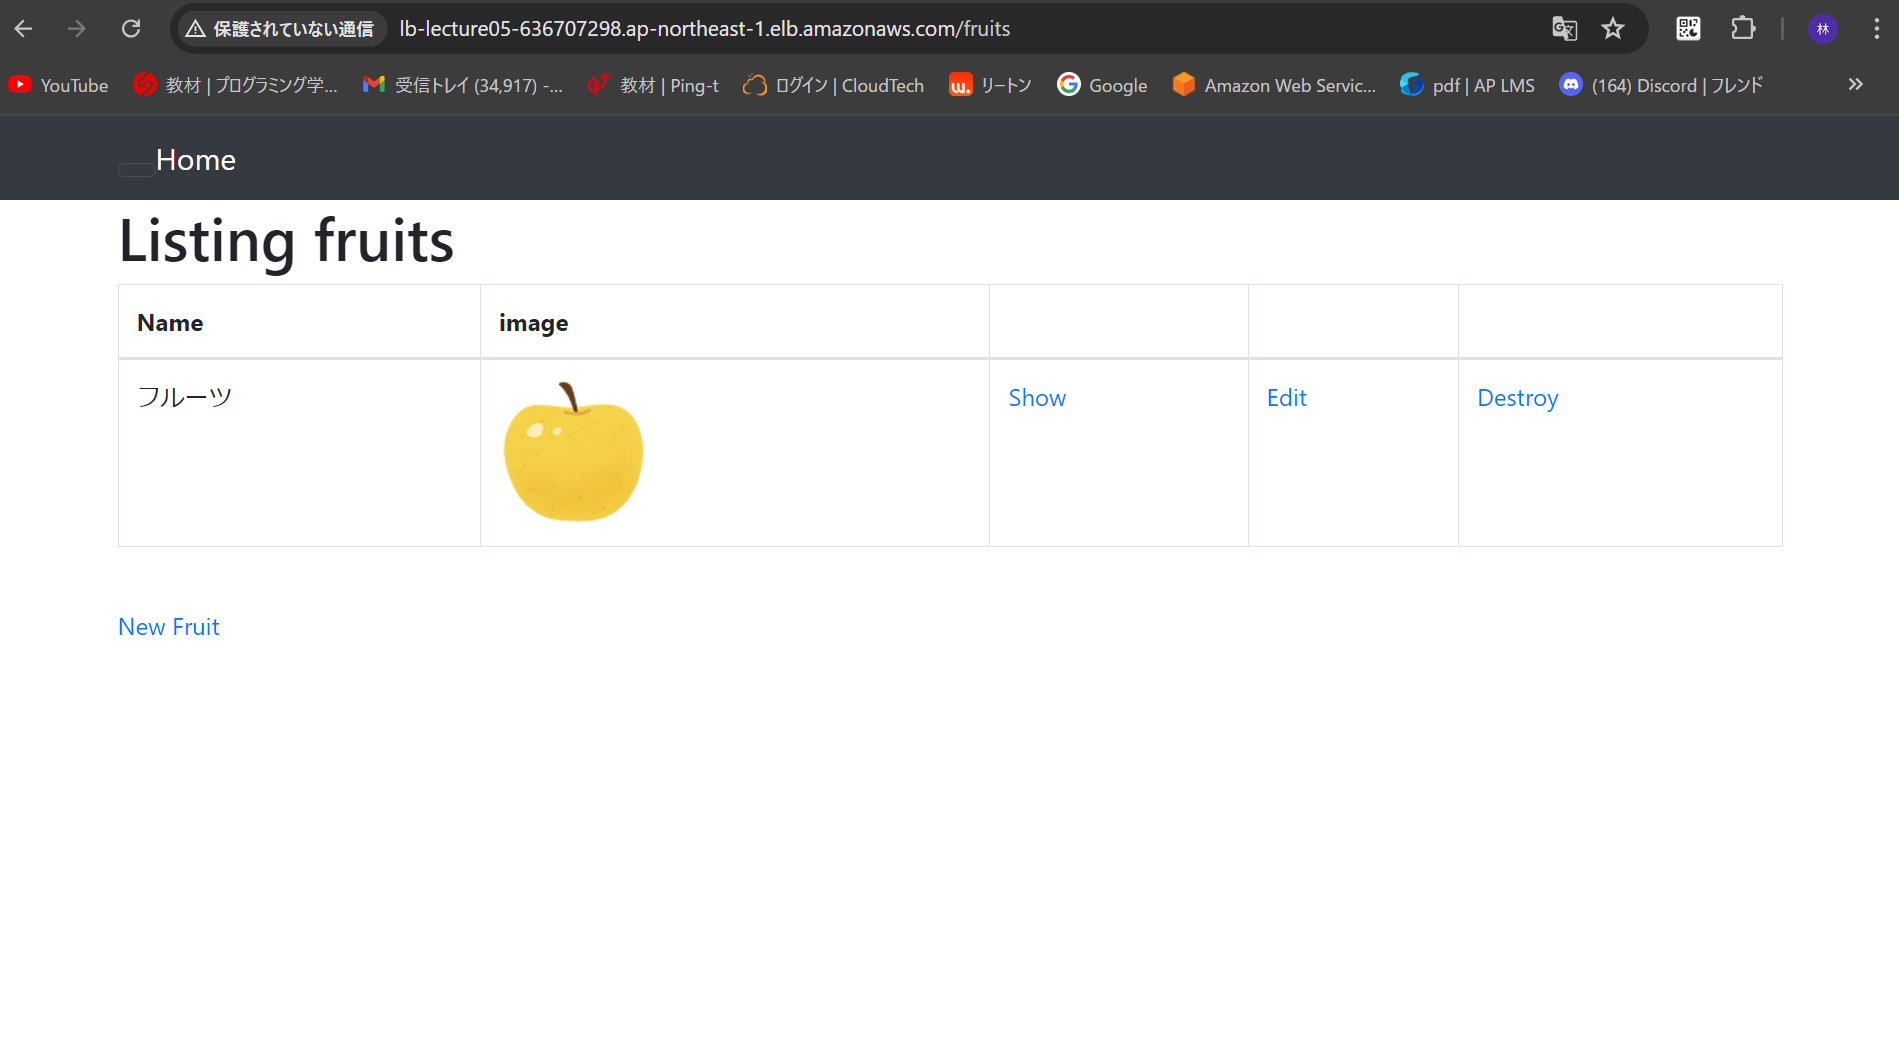 保護されていない通信 lb-lecture05-636707298.ap-northeast-1.elb.amazonaws.com/fruits 林
YouTube 教材 | プログラミング学... 受信トレイ (34,917) -... 教材 | Ping-t ログイン | CloudTech リートン Google Amazon Web Servic... pdf | AP LMS (164) Discord | フレンド
Home
Listing fruits
Name image
フルーツ Show Edit Destroy
New Fruit